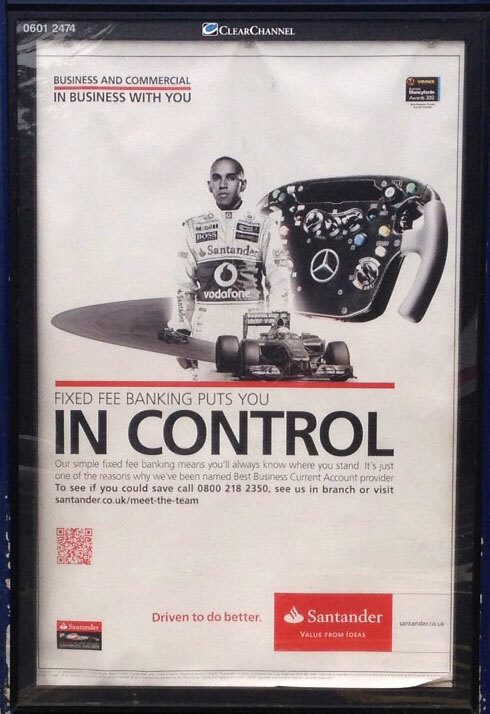 0601 2474
CLEARCHANNEL
BUSINESS AND COMMERCIAL
IN BUSINESS WITH YOU
Mobil 1
BOSS
Santander
vodafone
FIXED FEE BANKING PUTS YOU
IN CONTROL
Our simple fixed fee banking means you'll always know where you stand. It's just
one of the reasons why we've been named Best Business Current Account provider
To see if you could save call 0800 218 2350, see us in branch or visit
santander.co.uk/meet-the-team
Santander
Driven to do better.
Santander
VALUE FROM IDEAS
santander.co.uk